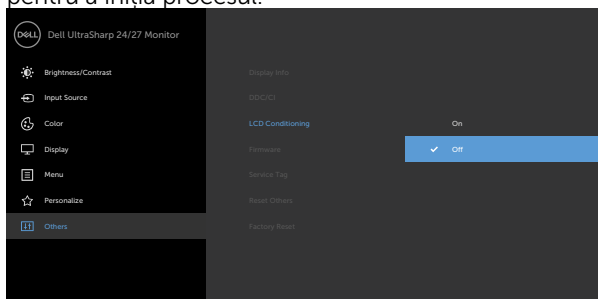 pentru a iniția procesul.
DELL
Dell UltraSharp 24/27 Monitor
Brightness/Contrast
Display Info
Input Source
DDC/CI
Color
LCD Conditioning
On
Display
Firmware
Off
Menu
Service Tag
Personalize
Reset Others
Others
Factory Reset